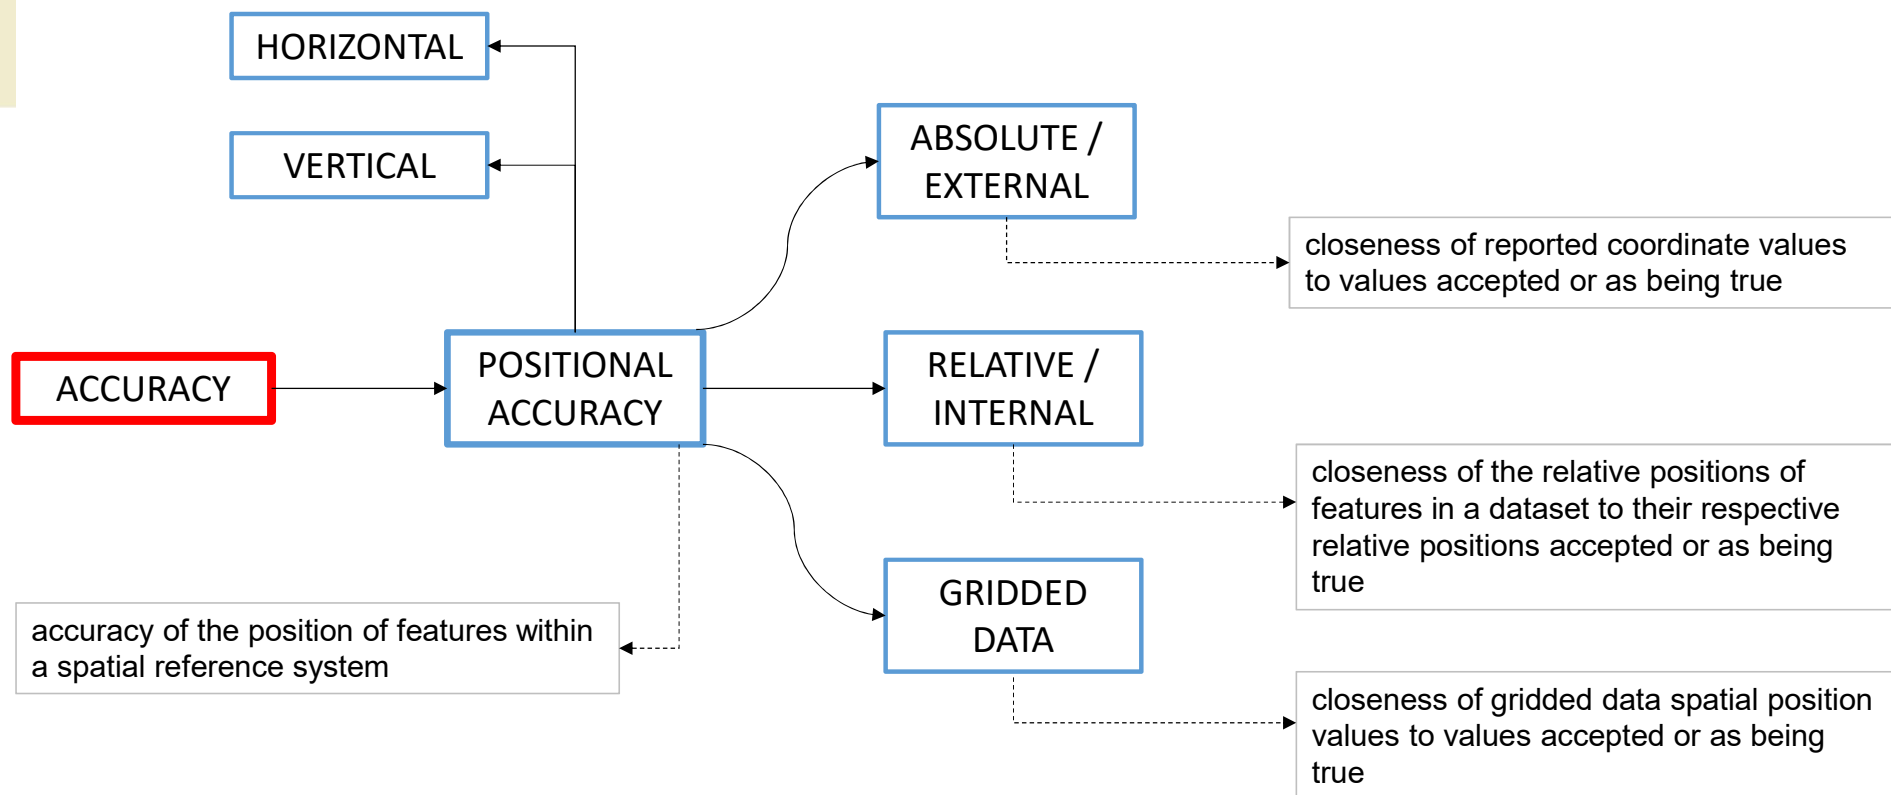 HORIZONTAL
VERTICAL
ABSOLUTE /
EXTERNAL
closeness of reported coordinate values
to values accepted or as being true
ACCURACY
POSITIONAL
ACCURACY
RELATIVE /
INTERNAL
closeness of the relative positions of
features in a dataset to their respective
relative positions accepted or as being
true
accuracy of the position of features within
a spatial reference system
GRIDDED
DATA
closeness of gridded data spatial position
values to values accepted or as being
true